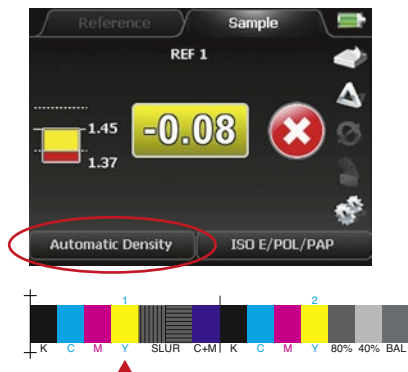 Reference Sample
REF 1
1.45
-0.08
1.37
Automatic Density ISO E/POL/PAP
1 2
K C M Y SLUR C+M K C M Y 80% 40% BAL